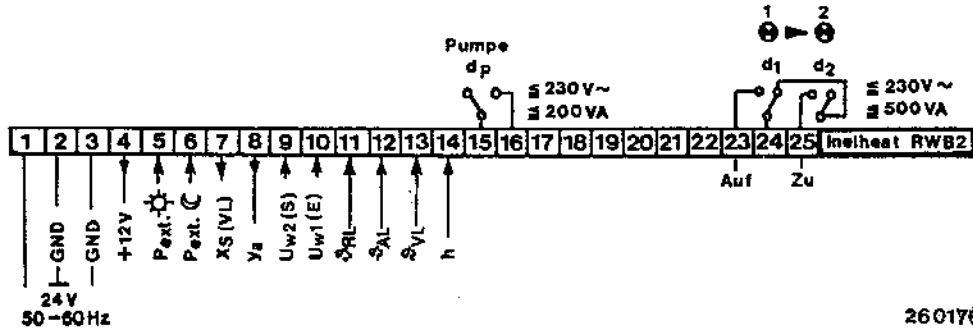 1 2
Pumpe
dp
d1 d2
≦ 230V~
≦ 200VA
≦ 230V~
≦ 500VA
1 2 3 4 5 6 7 8 9 10 11 12 13 14 15 16 17 18 19 20 21 22 23 24 25 Inelheat RWB2
Auf Zu
GND
GND
+12V
Pext.
Pext.
XS (VL)
ya
Uw2 (S)
Uw1 (E)
ϑRL
ϑAL
ϑVL
h
24V
50-60Hz